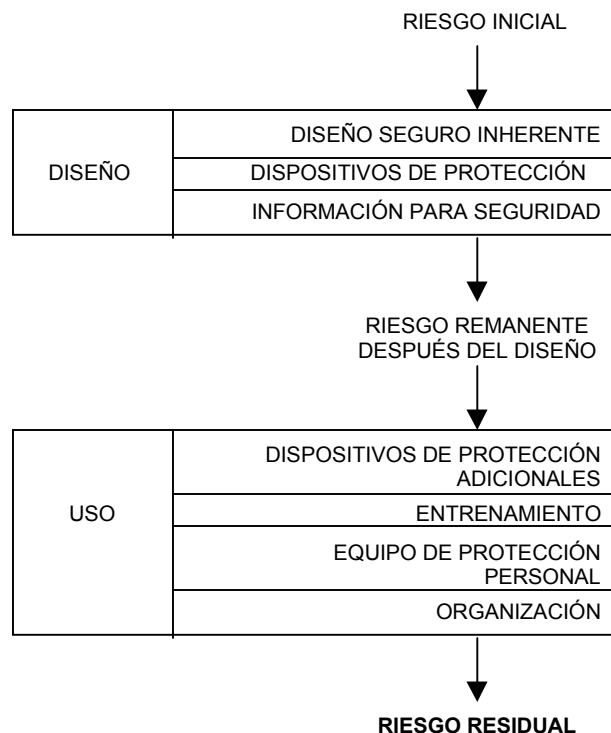 RIESGO INICIAL
DISEÑO SEGURO INHERENTE
DISEÑO
DISPOSITIVOS DE PROTECCIÓN
INFORMACIÓN PARA SEGURIDAD
RIESGO REMANENTE
DESPUÉS DEL DISEÑO
DISPOSITIVOS DE PROTECCIÓN
ADICIONALES
USO
ENTRENAMIENTO
EQUIPO DE PROTECCIÓN
PERSONAL
ORGANIZACIÓN
RIESGO RESIDUAL